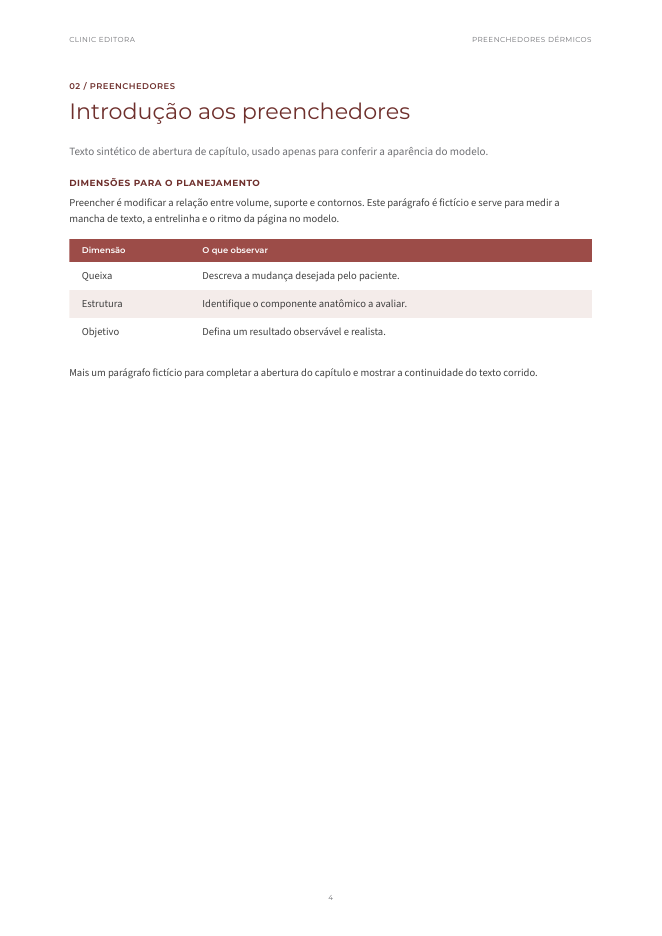 CLINIC EDITORA
PREENCHEDORES DÉRMICOS
02 / PREENCHEDORES
Introdução aos preenchedores
Texto sintético de abertura de capítulo, usado apenas para conferir a aparência do modelo.
DIMENSÕES PARA O PLANEJAMENTO
Preencher é modificar a relação entre volume, suporte e contornos. Este parágrafo é fictício e serve para medir a
mancha de texto, a entrelinha e o ritmo da página no modelo.
Dimensão O que observar
Queixa Descreva a mudança desejada pelo paciente.
Estrutura Identifique o componente anatômico a avaliar.
Objetivo Defina um resultado observável e realista.
Mais um parágrafo fictício para completar a abertura do capítulo e mostrar a continuidade do texto corrido.
4